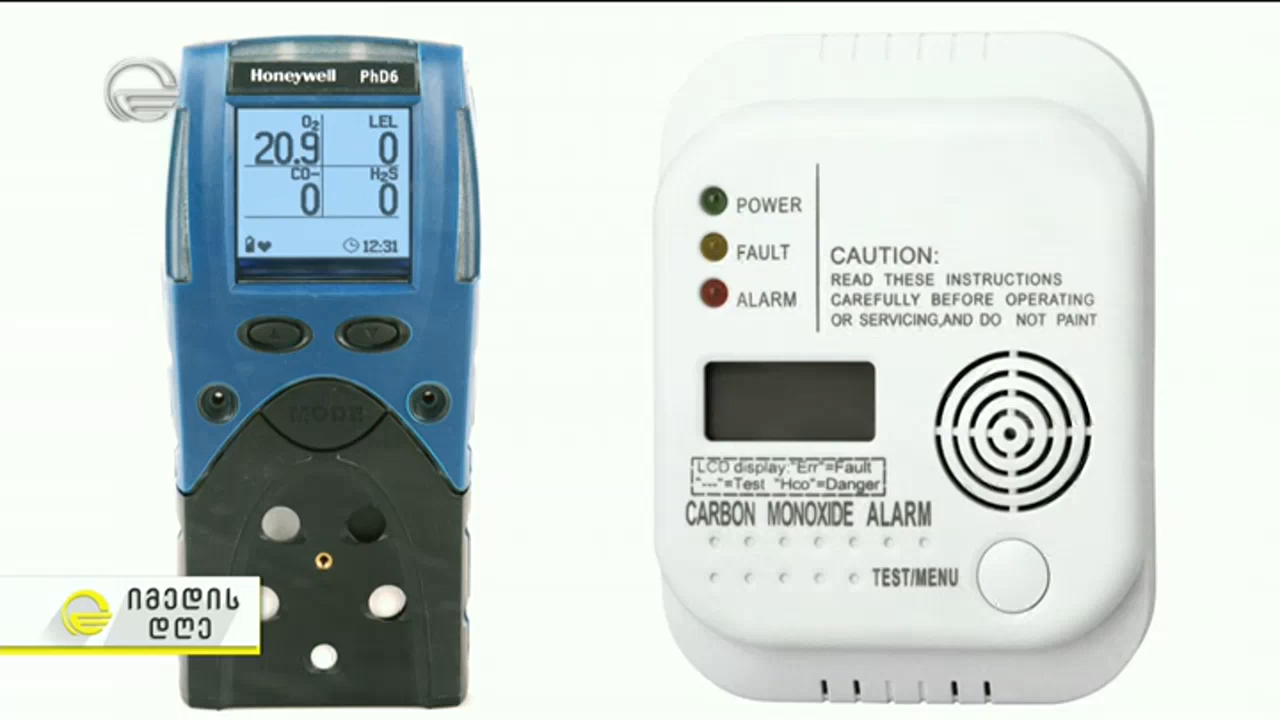 Honeywell PhD6
O₂ LEL
20.9 0
CO- H₂S
0 0
12:31
MODE
იმედის
დღე
POWER
FAULT
ALARM
CAUTION:
READ THESE INSTRUCTIONS
CAREFULLY BEFORE OPERATING
OR SERVICING,AND DO NOT PAINT
LCD display:"Err"=Fault
"---"=Test "Hco"=Danger
CARBON MONOXIDE ALARM
TEST/MENU